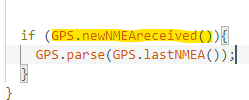 if (GPS.newNMEAreceived()){
GPS.parse(GPS.lastNMEA());
}
}